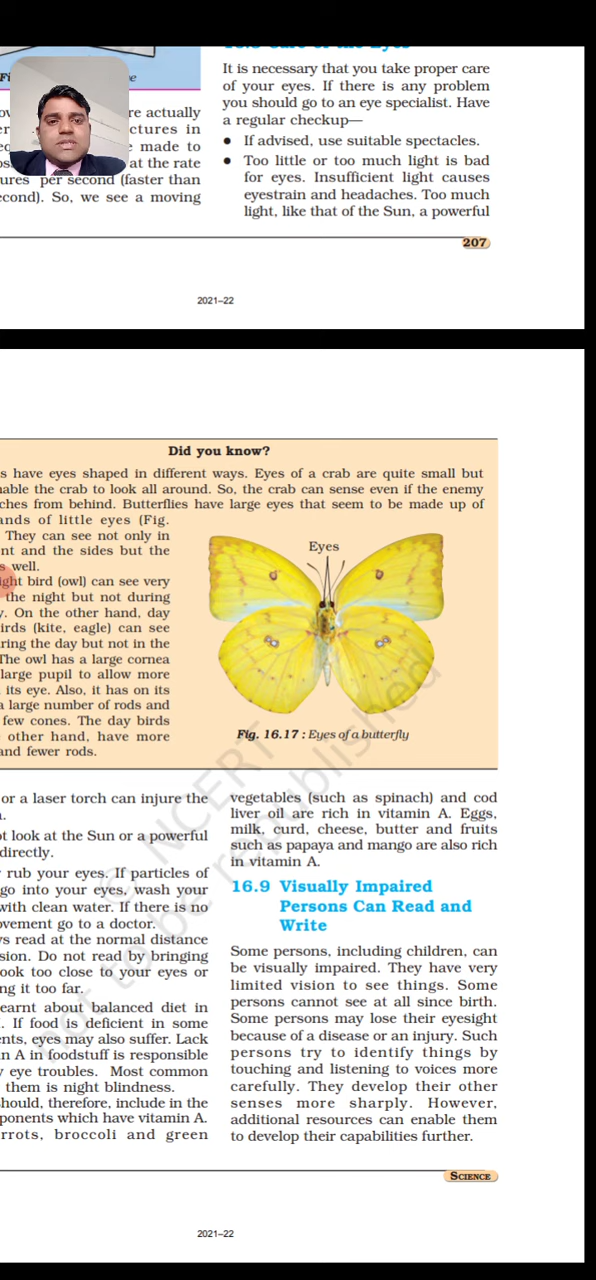 It is necessary that you take proper care
of your eyes. If there is any problem
you should go to an eye specialist. Have
a regular checkup—
● If advised, use suitable spectacles.
● Too little or too much light is bad
for eyes. Insufficient light causes
eyestrain and headaches. Too much
light, like that of the Sun, a powerful
re actually
ctures in
made to
at the rate
ures per second (faster than
econd). So, we see a moving
207
2021–22
Did you know?
s have eyes shaped in different ways. Eyes of a crab are quite small but
able the crab to look all around. So, the crab can sense even if the enemy
ches from behind. Butterflies have large eyes that seem to be made up of
ands of little eyes (Fig.
They can see not only in
nt and the sides but the
s well.
ight bird (owl) can see very
the night but not during
y. On the other hand, day
irds (kite, eagle) can see
ring the day but not in the
The owl has a large cornea
large pupil to allow more
its eye. Also, it has on its
a large number of rods and
few cones. The day birds
other hand, have more
and fewer rods.
Eyes
Fig. 16.17 : Eyes of a butterfly
or a laser torch can injure the
ot look at the Sun or a powerful
directly.
rub your eyes. If particles of
go into your eyes, wash your
with clean water. If there is no
ovement go to a doctor.
ys read at the normal distance
sion. Do not read by bringing
ook too close to your eyes or
ng it too far.
earnt about balanced diet in
. If food is deficient in some
ents, eyes may also suffer. Lack
n A in foodstuff is responsible
y eye troubles. Most common
them is night blindness.
should, therefore, include in the
ponents which have vitamin A.
rrots, broccoli and green
vegetables (such as spinach) and cod
liver oil are rich in vitamin A. Eggs,
milk, curd, cheese, butter and fruits
such as papaya and mango are also rich
in vitamin A.
16.9 Visually Impaired
Persons Can Read and
Write
Some persons, including children, can
be visually impaired. They have very
limited vision to see things. Some
persons cannot see at all since birth.
Some persons may lose their eyesight
because of a disease or an injury. Such
persons try to identify things by
touching and listening to voices more
carefully. They develop their other
senses more sharply. However,
additional resources can enable them
to develop their capabilities further.
© NCERT
not to be republished
SCIENCE
2021–22